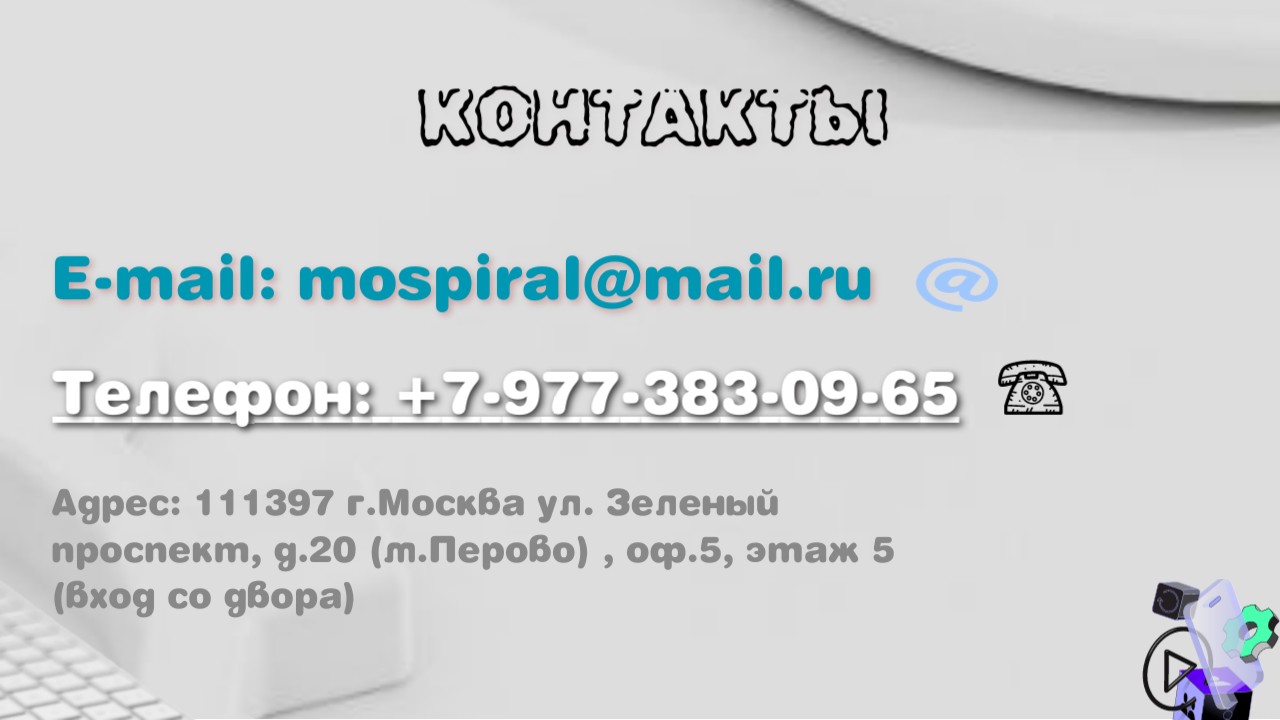 КОНТАКТЫ
E-mail: mospiral@mail.ru @
Телефон: +7-977-383-09-65
Адрес: 111397 г.Москва ул. Зеленый
проспект, д.20 (м.Перово) , оф.5, этаж 5
(вход со двора)